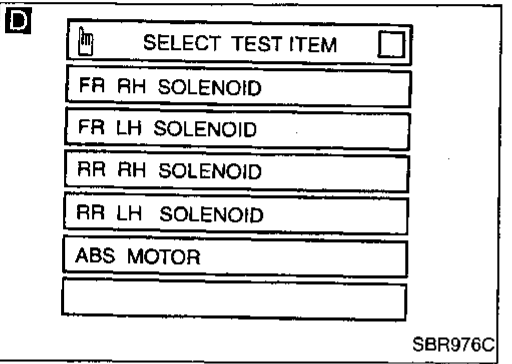 D
SELECT TEST ITEM
FR RH SOLENOID
FR LH SOLENOID
RR RH SOLENOID
RR LH SOLENOID
ABS MOTOR
SBR976C